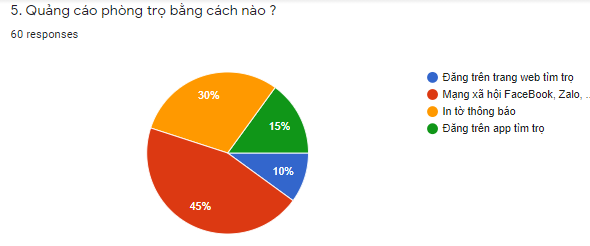 5. Quảng cáo phòng trọ bằng cách nào ?
60 responses
Đăng trên trang web tìm trọ
Mạng xã hội FaceBook, Zalo, ...
In tờ thông báo
Đăng trên app tìm trọ
30%
15%
10%
45%